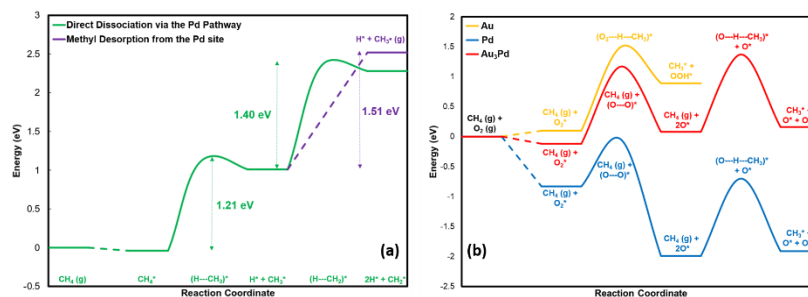 Direct Dissociation via the Pd Pathway
Methyl Desorption from the Pd site
H* + CH₃• (g)
(a)
1.40 eV
1.51 eV
1.21 eV
3
2.5
2
1.5
1
0.5
0
-0.5
Energy (eV)
CH₄ (g)
CH₄*
(H---CH₃)*
H* + CH₃*
(H---CH₂)*
2H* + CH₂*
Reaction Coordinate
Au
Pd
Au₃Pd
(b)
2
1.5
1
0.5
0
-0.5
-1
-1.5
-2
-2.5
Energy (eV)
CH₄ (g) +
O₂ (g)
CH₄ (g) +
O₂*
CH₄ (g) +
O₂*
CH₄ (g) +
O₂*
(O₂---H---CH₃)*
CH₃* +
OOH*
CH₄ (g) +
(O---O)*
CH₄ (g) +
2O*
(O---H---CH₃)*
+ O*
CH₃* +
O* + O
CH₄ (g) +
(O---O)*
CH₄ (g) +
2O*
(O---H---CH₃)*
+ O*
CH₃* +
O* + O
Reaction Coordinate